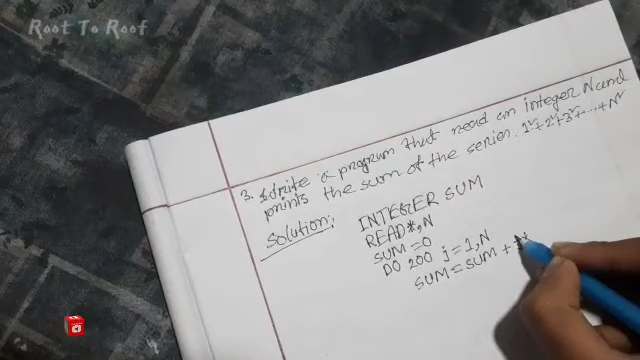 Root To Roof
3. Write a program that read an integer N and
prints the sum of the series. 1²+2²+3²+....+N²
Solution:
INTEGER SUM
READ*,N
SUM=0
DO 200 j=1,N
SUM=SUM+